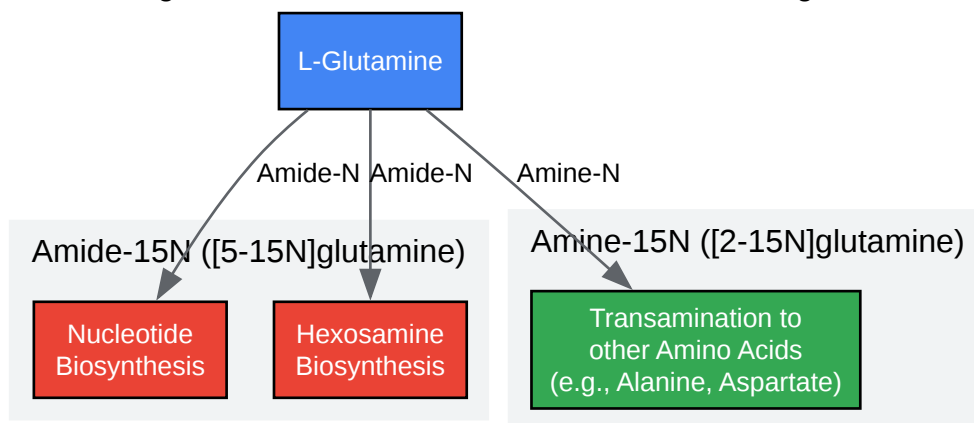 L-Glutamine
Amide-N
Amide-N
Amine-N
Amide-15N ([5-15N]glutamine)
Amine-15N ([2-15N]glutamine)
Nucleotide
Biosynthesis
Hexosamine
Biosynthesis
Transamination to
other Amino Acids
(e.g., Alanine, Aspartate)